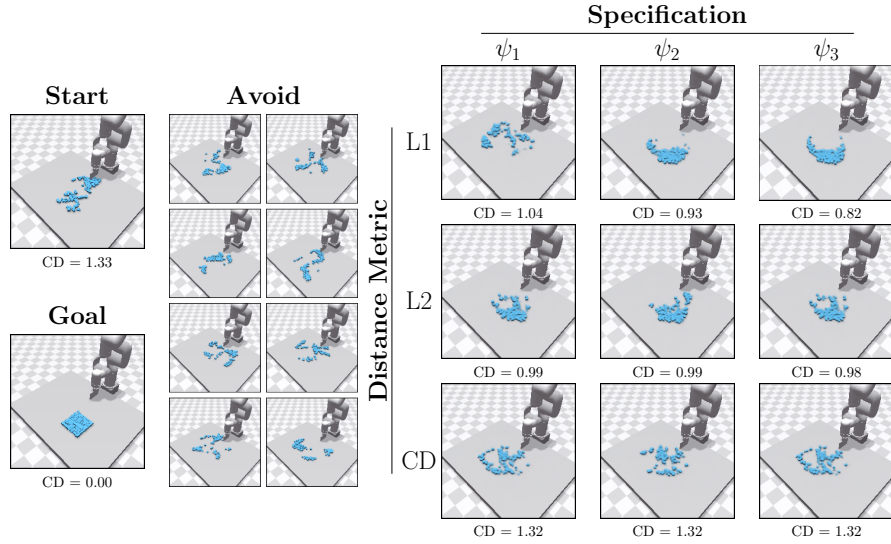 Specification
ψ₁ ψ₂ ψ₃
Start
Avoid
CD = 1.33
Goal
CD = 0.00
Distance Metric
L1
CD = 1.04 CD = 0.93 CD = 0.82
L2
CD = 0.99 CD = 0.99 CD = 0.98
CD
CD = 1.32 CD = 1.32 CD = 1.32